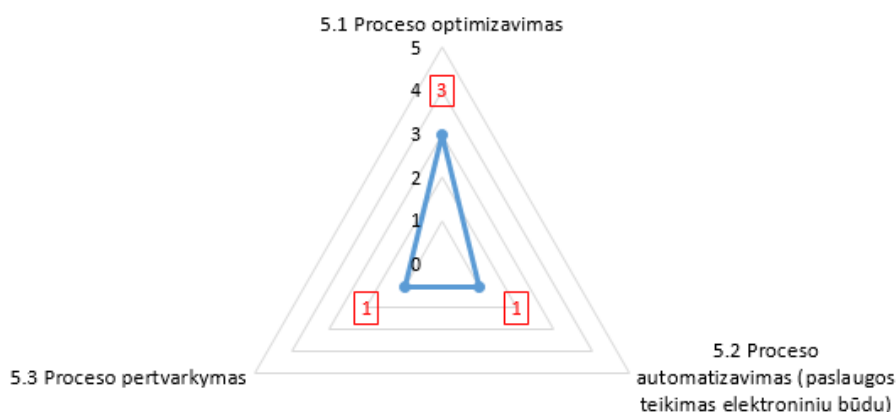 5.1 Proceso optimizavimas
5
4
3
3
2
1
0
1
1
5.3 Proceso pertvarkymas
5.2 Proceso
automatizavimas (paslaugos
teikimas elektroniniu būdu)